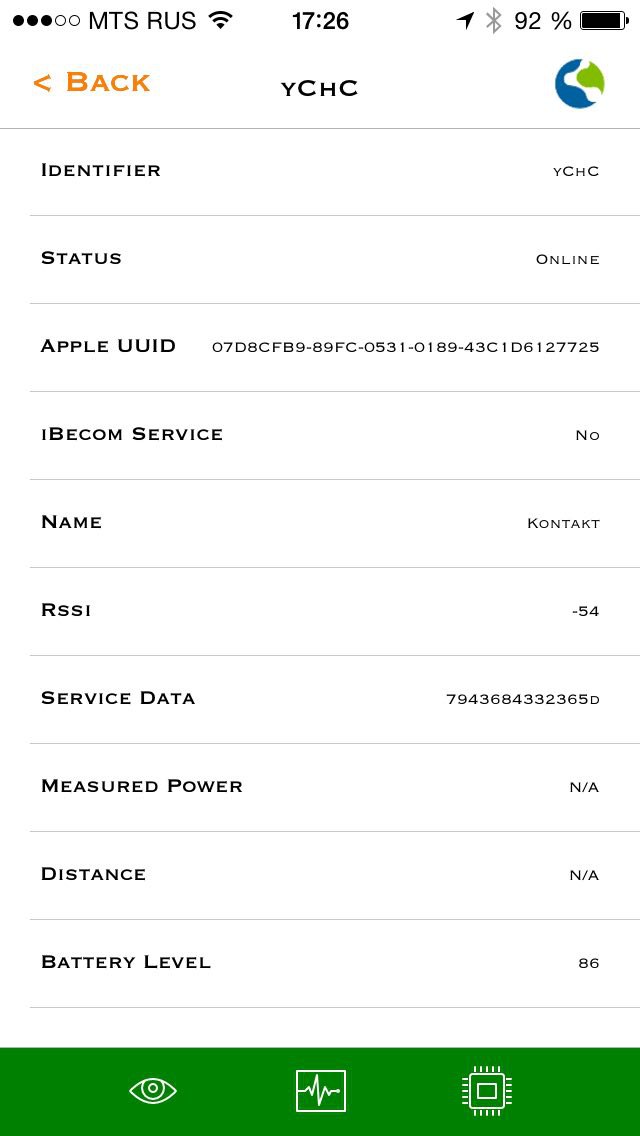 MTS RUS 17:26 92 %
< BACK yCHC
IDENTIFIER yCHC
STATUS ONLINE
APPLE UUID 07D8CFB9-89FC-0531-0189-43C1D6127725
iBECOM SERVICE NO
NAME KONTAKT
RSSI -54
SERVICE DATA 7943684332365D
MEASURED POWER N/A
DISTANCE N/A
BATTERY LEVEL 86